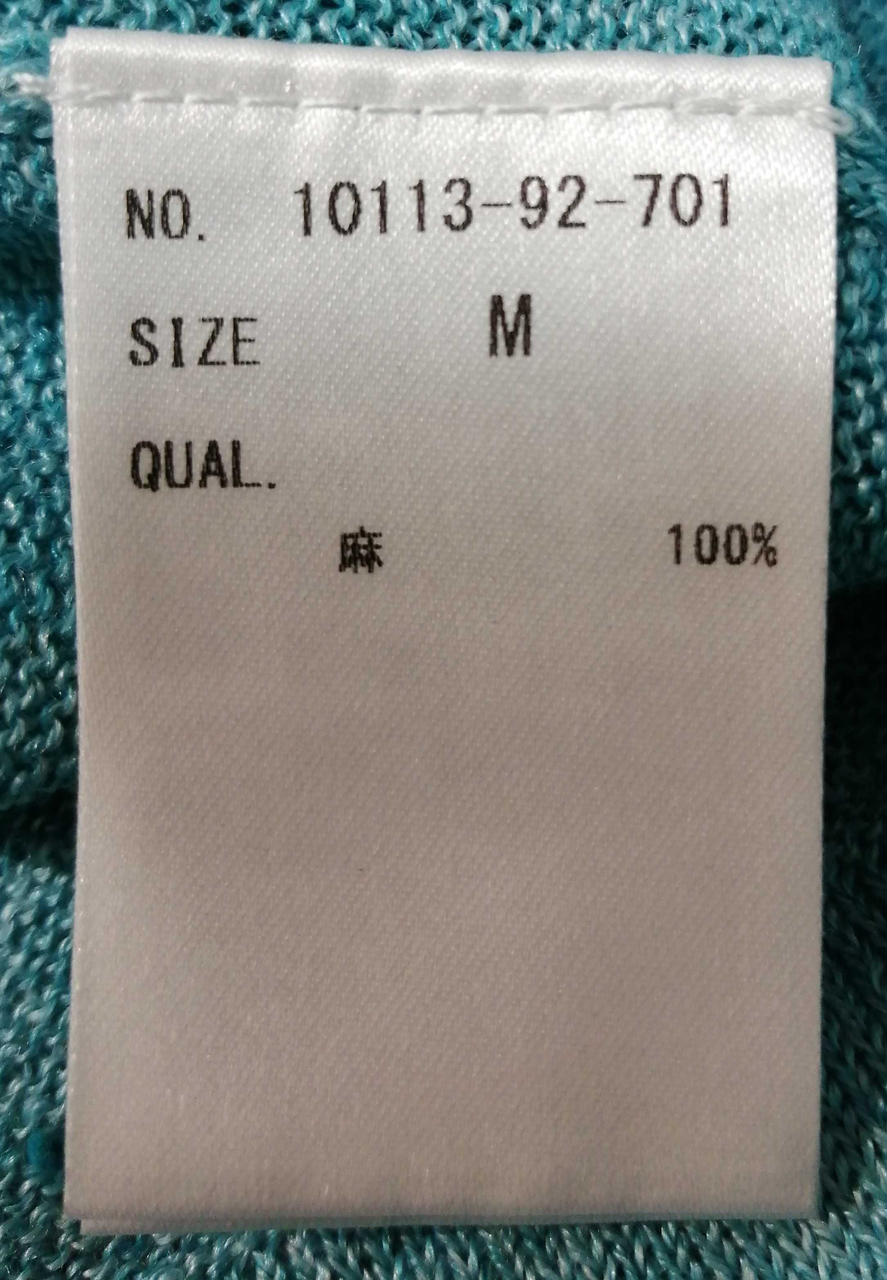 NO. 10113-92-701
SIZE M
QUAL.
麻 100%